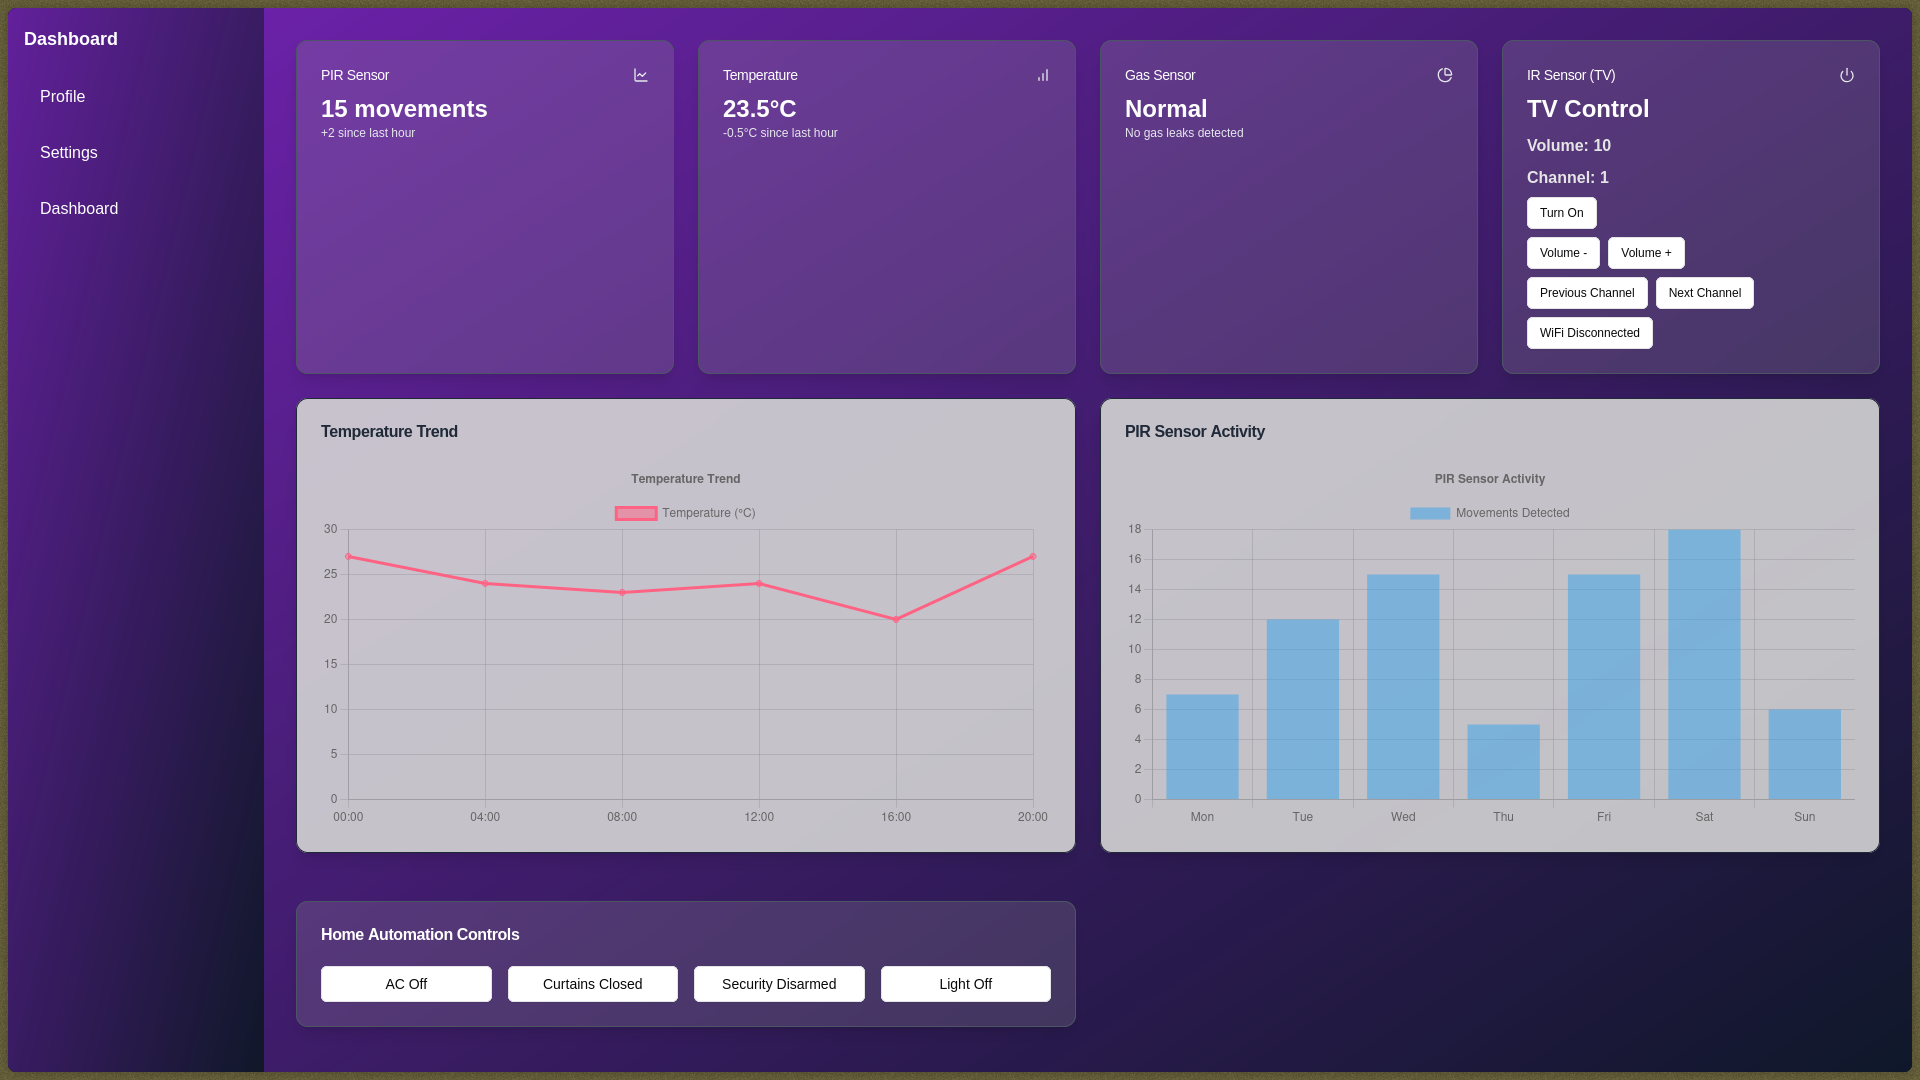 Dashboard
Profile
Settings
Dashboard
PIR Sensor
15 movements
+2 since last hour
Temperature
23.5°C
-0.5°C since last hour
Gas Sensor
Normal
No gas leaks detected
IR Sensor (TV)
TV Control
Volume: 10
Channel: 1
Turn On
Volume - Volume +
Previous Channel Next Channel
WiFi Disconnected
Temperature Trend
Temperature Trend
Temperature (°C)
30
25
20
15
10
5
0
00:00 04:00 08:00 12:00 16:00 20:00
PIR Sensor Activity
PIR Sensor Activity
Movements Detected
18
16
14
12
10
8
6
4
2
0
Mon Tue Wed Thu Fri Sat Sun
Home Automation Controls
AC Off Curtains Closed Security Disarmed Light Off